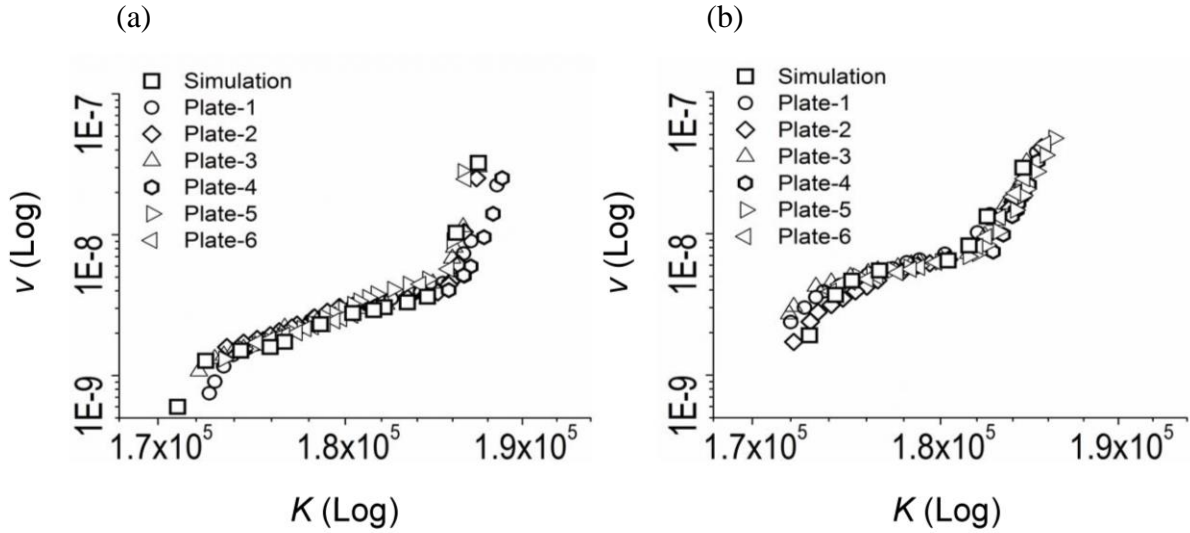 (a)
Simulation
Plate-1
Plate-2
Plate-3
Plate-4
Plate-5
Plate-6
v (Log)
1E-7
1E-8
1E-9
1.7x10^5
1.8x10^5
1.9x10^5
K (Log)
(b)
Simulation
Plate-1
Plate-2
Plate-3
Plate-4
Plate-5
Plate-6
v (Log)
1E-7
1E-8
1E-9
1.7x10^5
1.8x10^5
1.9x10^5
K (Log)